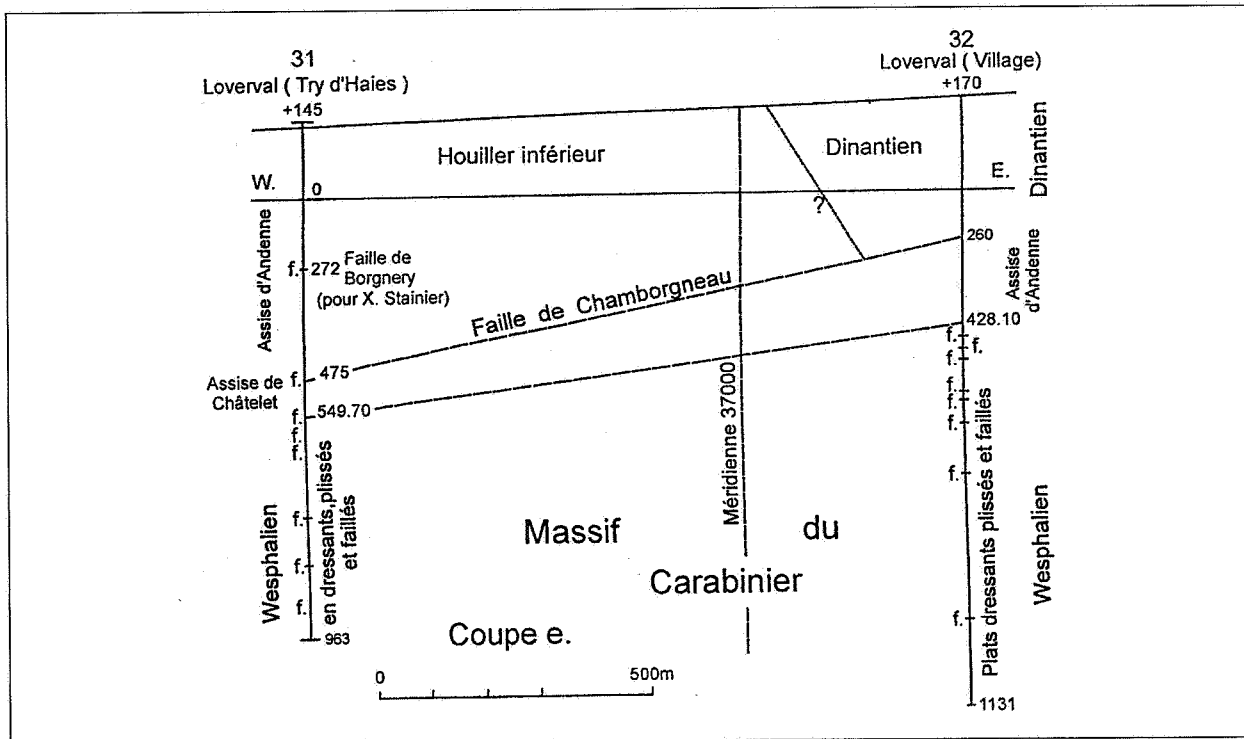 31
Loverval ( Try d'Haies )
+145
32
Loverval ( Village)
+170
Houiller inférieur
Dinantien
Dinantien
W.
0
E.
?
Assise d'Andenne
f. 272 Faille de
Borgnery
(pour X. Stainier)
Faille de Chamborgneau
260
Assise
d'Andenne
428.10
f. 475
Assise de
Châtelet
f. 549.70
f.
f.
f.
f.
f.
f.
f.
f.
f.
f.
f.
f.
f.
Méridienne 37000
Wesphalien
en dressants,plissés
et faillés
Massif du
Carabinier
Plats dressants plissés et faillés
Wesphalien
963
Coupe e.
0 500m
1131